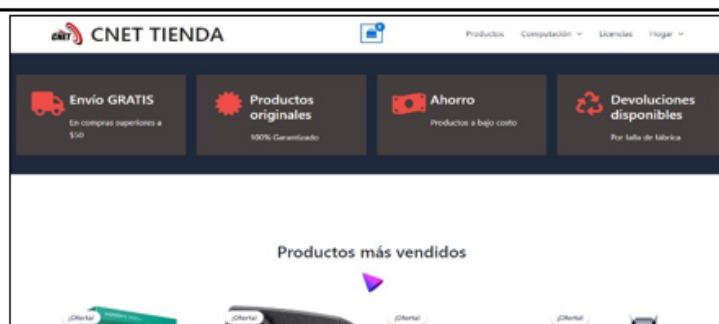 CNET CNET TIENDA
Productos Computación Licencias Hogar
Envío GRATIS
En compras superiores a
$50
Productos
originales
100% Garantizado
Ahorro
Productos a bajo costo
Devoluciones
disponibles
Por falla de fábrica
Productos más vendidos
¡Oferta!
¡Oferta!
¡Oferta!
¡Oferta!